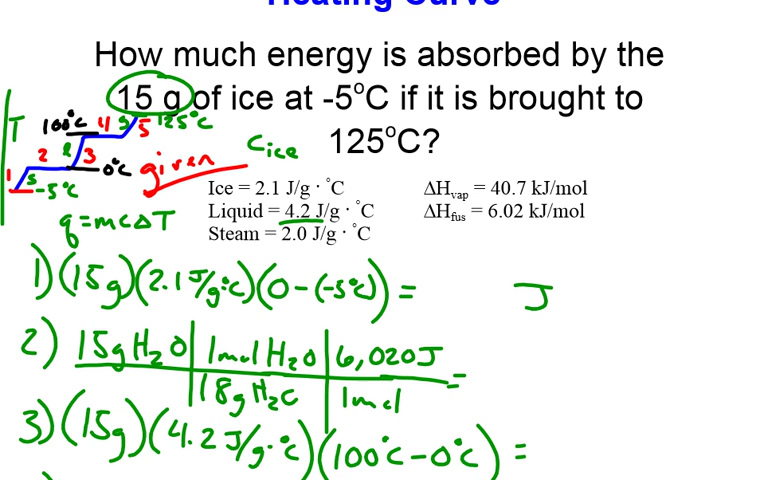 Heating Curve
How much energy is absorbed by the
15 g of ice at -5°C if it is brought to
125°C?
T 100°C 4 g 5 125°C
2 l 3 0°C given
1 s -5°C
Cice
Ice = 2.1 J/g · °C
Liquid = 4.2 J/g · °C
Steam = 2.0 J/g · °C
ΔHvap = 40.7 kJ/mol
ΔHfus = 6.02 kJ/mol
q=mcΔT
1) (15g)(2.1 J/g·°C)(0-(-5°C)) = J
2) 15g H2O | 1mol H2O | 6,020J =
18g H2O | 1mol
3) (15g)(4.2 J/g·°C)(100°C-0°C) =